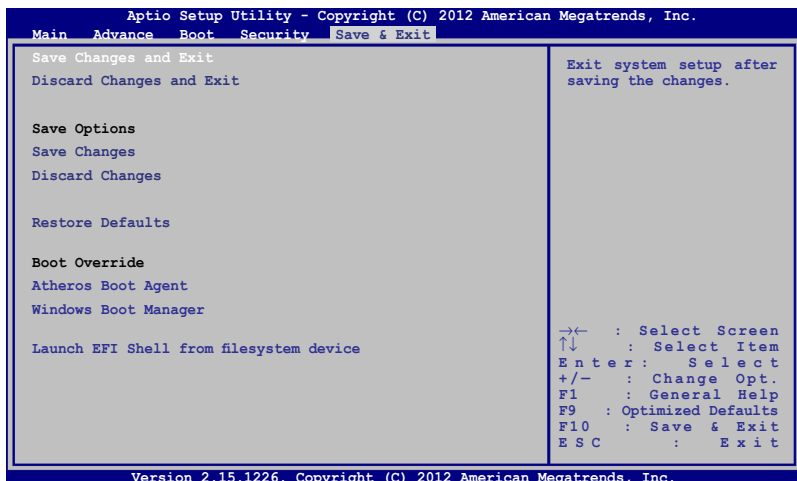 Aptio Setup Utility - Copyright (C) 2012 American Megatrends, Inc.
Main Advance Boot Security Save & Exit
Save Changes and Exit
Discard Changes and Exit
Save Options
Save Changes
Discard Changes
Restore Defaults
Boot Override
Atheros Boot Agent
Windows Boot Manager
Launch EFI Shell from filesystem device
Exit system setup after
saving the changes.
→← : Select Screen
↑↓ : Select Item
Enter: Select
+/— : Change Opt.
F1 : General Help
F9 : Optimized Defaults
F10 : Save & Exit
ESC : Exit
Version 2.15.1226. Copyright (C) 2012 American Megatrends, Inc.